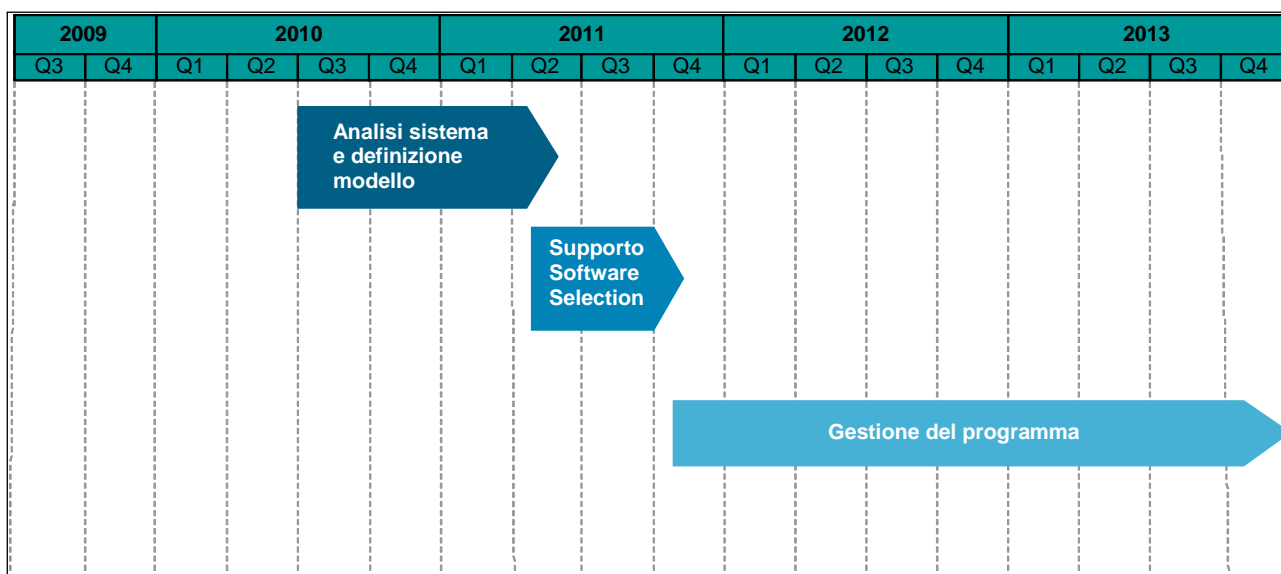 2009 2010 2011 2012 2013
Q3 Q4 Q1 Q2 Q3 Q4 Q1 Q2 Q3 Q4 Q1 Q2 Q3 Q4 Q1 Q2 Q3 Q4
Analisi sistema
e definizione
modello
Supporto
Software
Selection
Gestione del programma